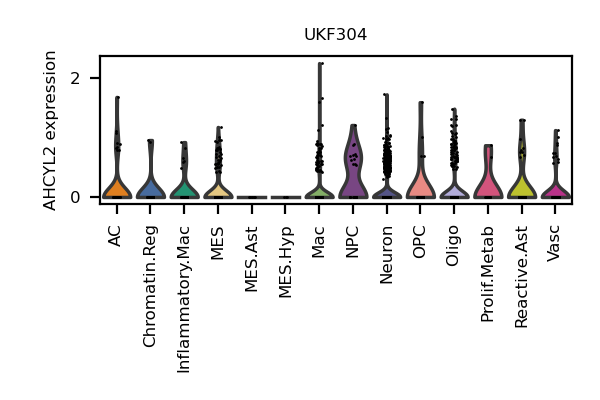 UKF304
AHCYL2 expression
2
0
AC
Chromatin.Reg
Inflammatory.Mac
MES
MES.Ast
MES.Hyp
Mac
NPC
Neuron
OPC
Oligo
Prolif.Metab
Reactive.Ast
Vasc